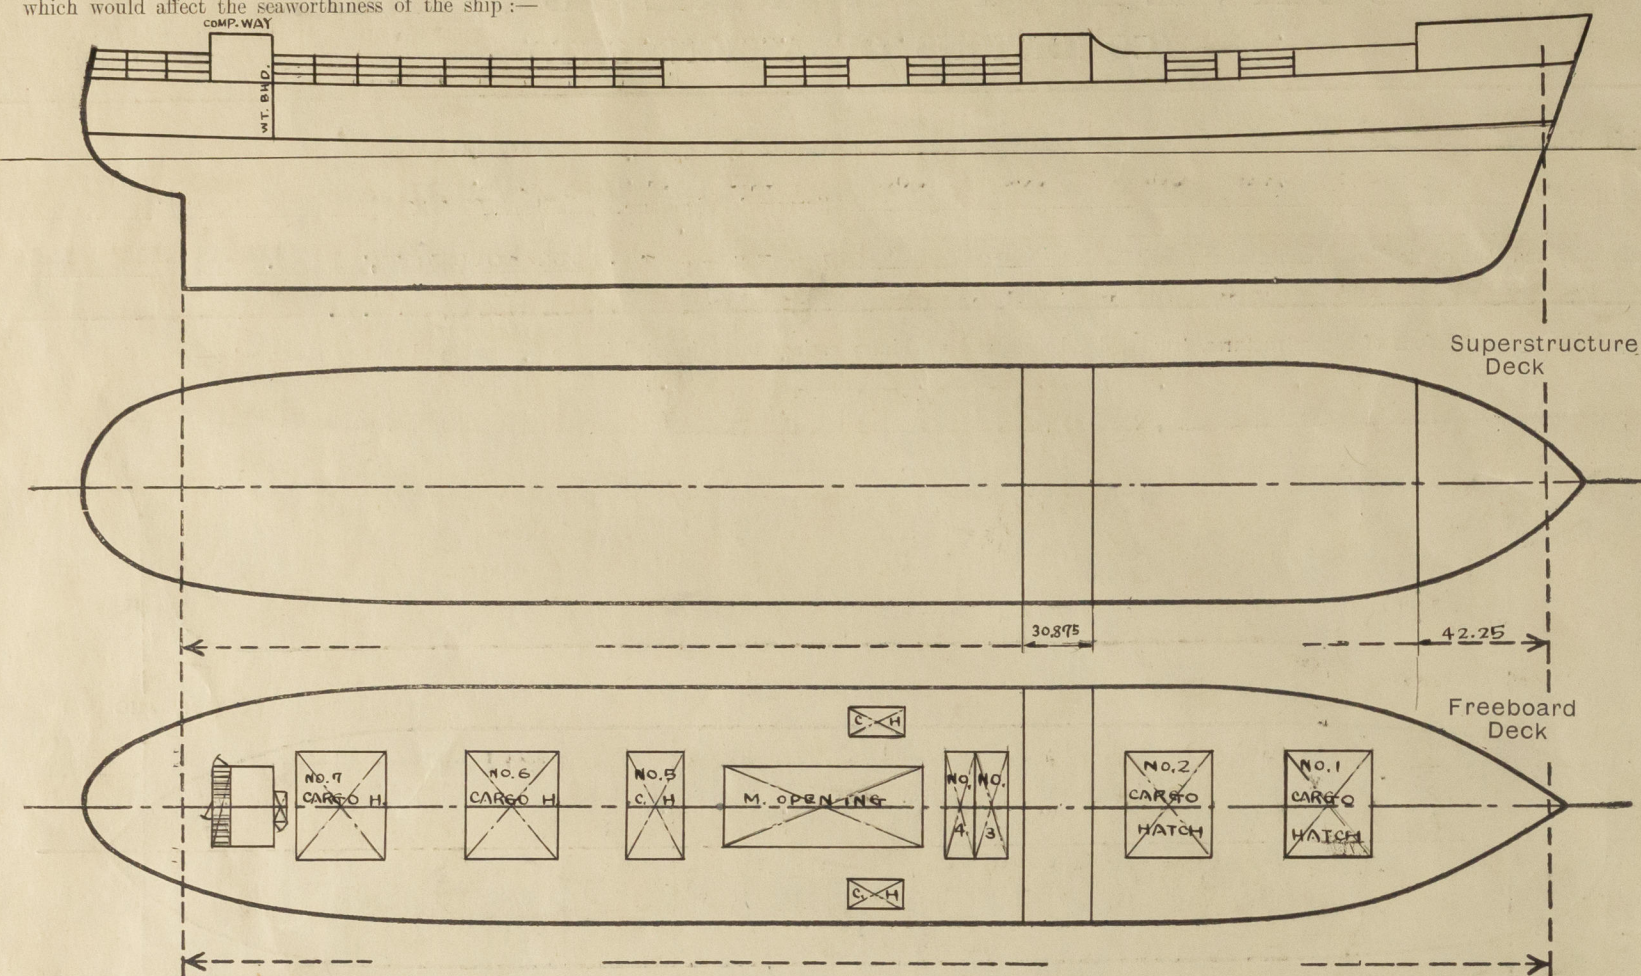 which would affect the seaworthiness of the ship :—
COMP. WAY
WT. BHD.
Superstructure
Deck
30.875
42.25
Freeboard
Deck
C. H
NO. 7
CARGO H.
NO. 6
CARGO H.
NO. 5
C. H
M. OPENING
NO. 4
NO. 3
NO. 2
CARGO
HATCH
NO. 1
CARGO
HATCH
C. H